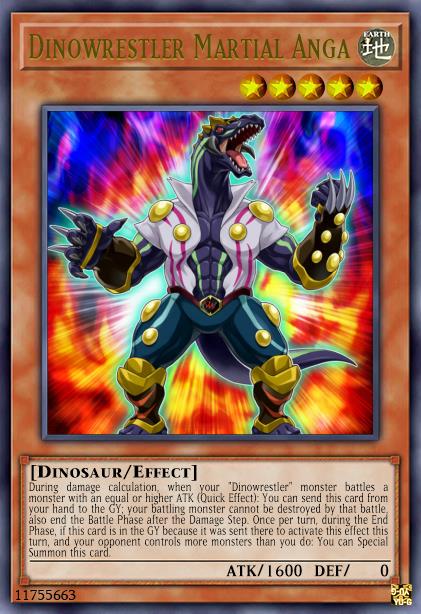 DINOWRESTLER MARTIAL ANGA
EARTH
地
[DINOSAUR/EFFECT]
During damage calculation, when your "Dinowrestler" monster battles a
monster with an equal or higher ATK (Quick Effect): You can send this card from
your hand to the GY; your battling monster cannot be destroyed by that battle,
also end the Battle Phase after the Damage Step. Once per turn, during the End
Phase, if this card is in the GY because it was sent there to activate this effect this
turn, and your opponent controls more monsters than you do: You can Special
Summon this card.
ATK/1600 DEF/ 0
11755663